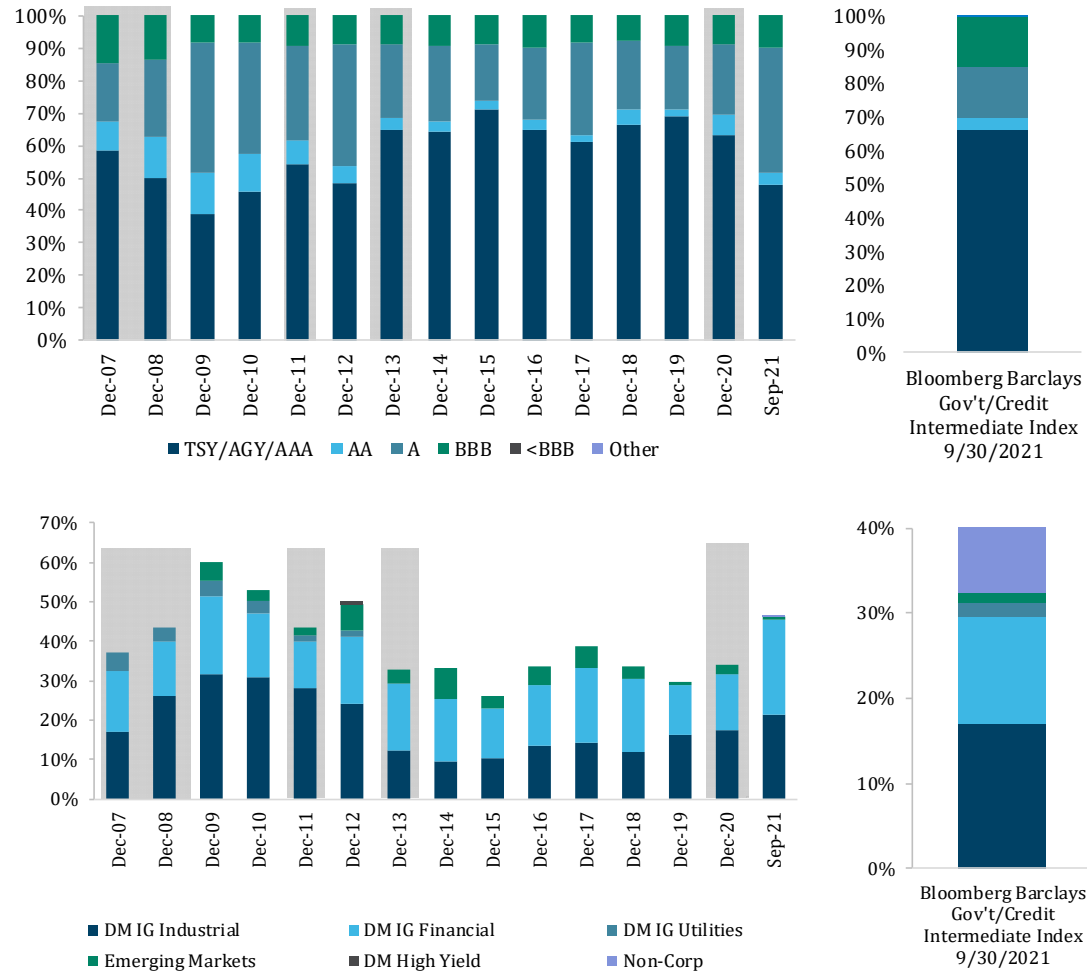 100%
90%
80%
70%
60%
50%
40%
30%
20%
10%
0%
Dec-07
Dec-08
Dec-09
Dec-10
Dec-11
Dec-12
Dec-13
Dec-14
Dec-15
Dec-16
Dec-17
Dec-18
Dec-19
Dec-20
Sep-21
TSY/AGY/AAA AA A BBB <BBB Other
100%
90%
80%
70%
60%
50%
40%
30%
20%
10%
0%
Bloomberg Barclays
Gov't/Credit
Intermediate Index
9/30/2021
70%
60%
50%
40%
30%
20%
10%
0%
Dec-07
Dec-08
Dec-09
Dec-10
Dec-11
Dec-12
Dec-13
Dec-14
Dec-15
Dec-16
Dec-17
Dec-18
Dec-19
Dec-20
Sep-21
DM IG Industrial DM IG Financial DM IG Utilities
Emerging Markets DM High Yield Non-Corp
40%
30%
20%
10%
0%
Bloomberg Barclays
Gov't/Credit
Intermediate Index
9/30/2021